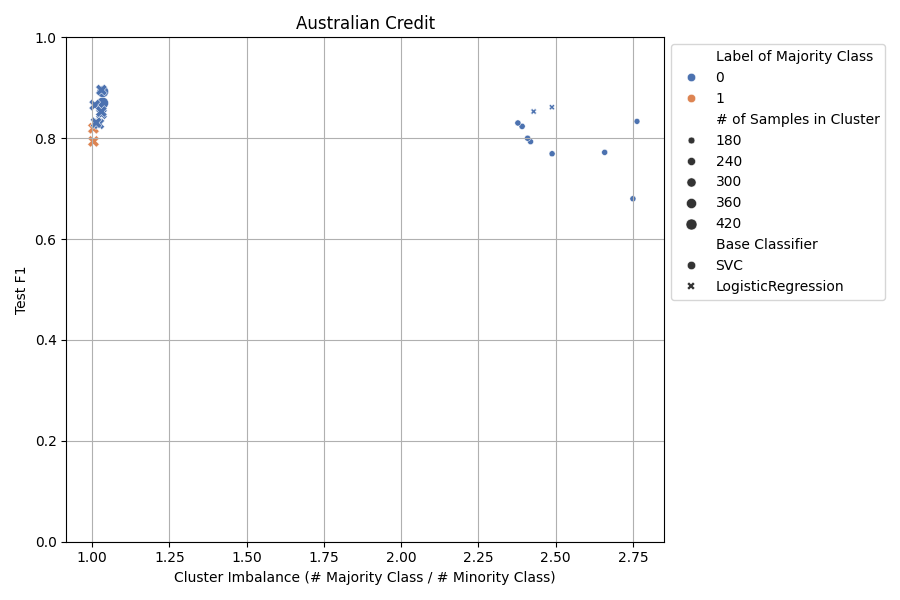 Australian Credit
1.0
0.8
0.6
0.4
0.2
0.0
Test F1
1.00
1.25
1.50
1.75
2.00
2.25
2.50
2.75
Cluster Imbalance (# Majority Class / # Minority Class)
Label of Majority Class
0
1
# of Samples in Cluster
180
240
300
360
420
Base Classifier
SVC
LogisticRegression